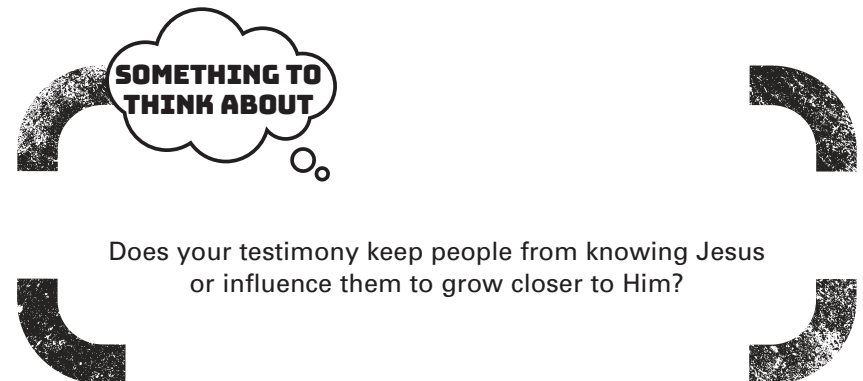 SOMETHING TO
THINK ABOUT
Does your testimony keep people from knowing Jesus
or influence them to grow closer to Him?